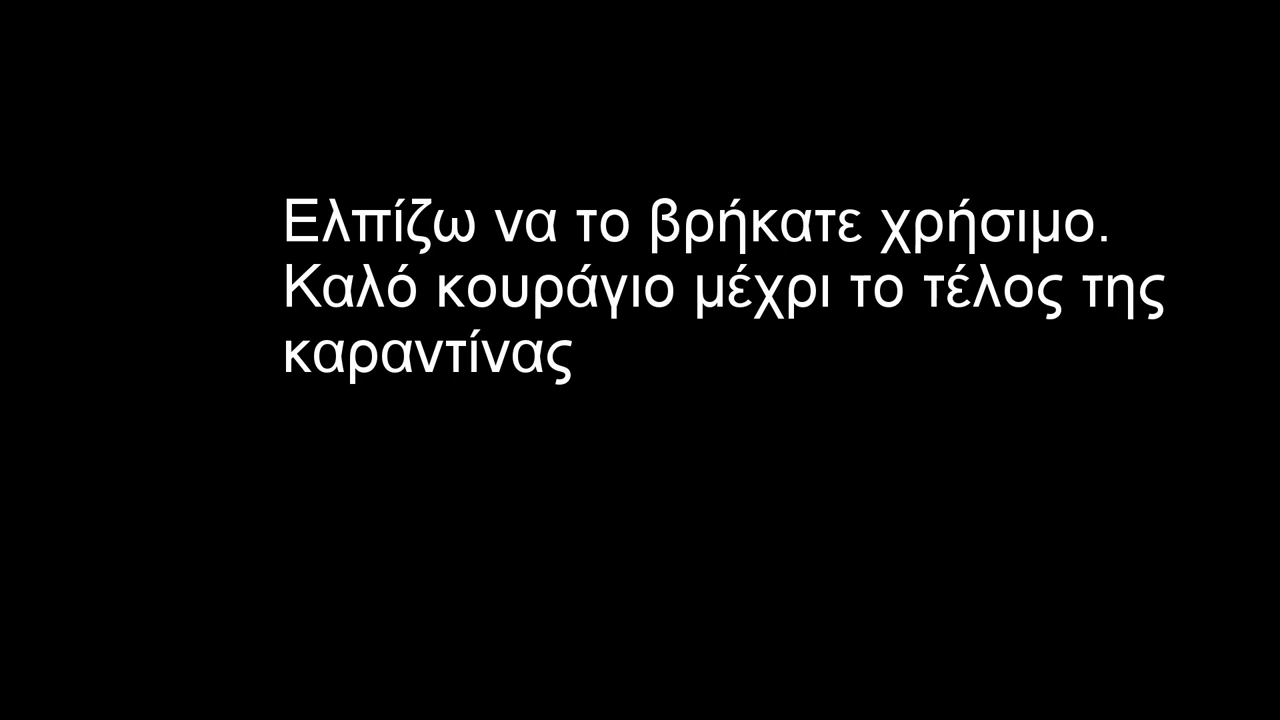 Ελπίζω να το βρήκατε χρήσιμο.
Καλό κουράγιο μέχρι το τέλος της
καραντίνας